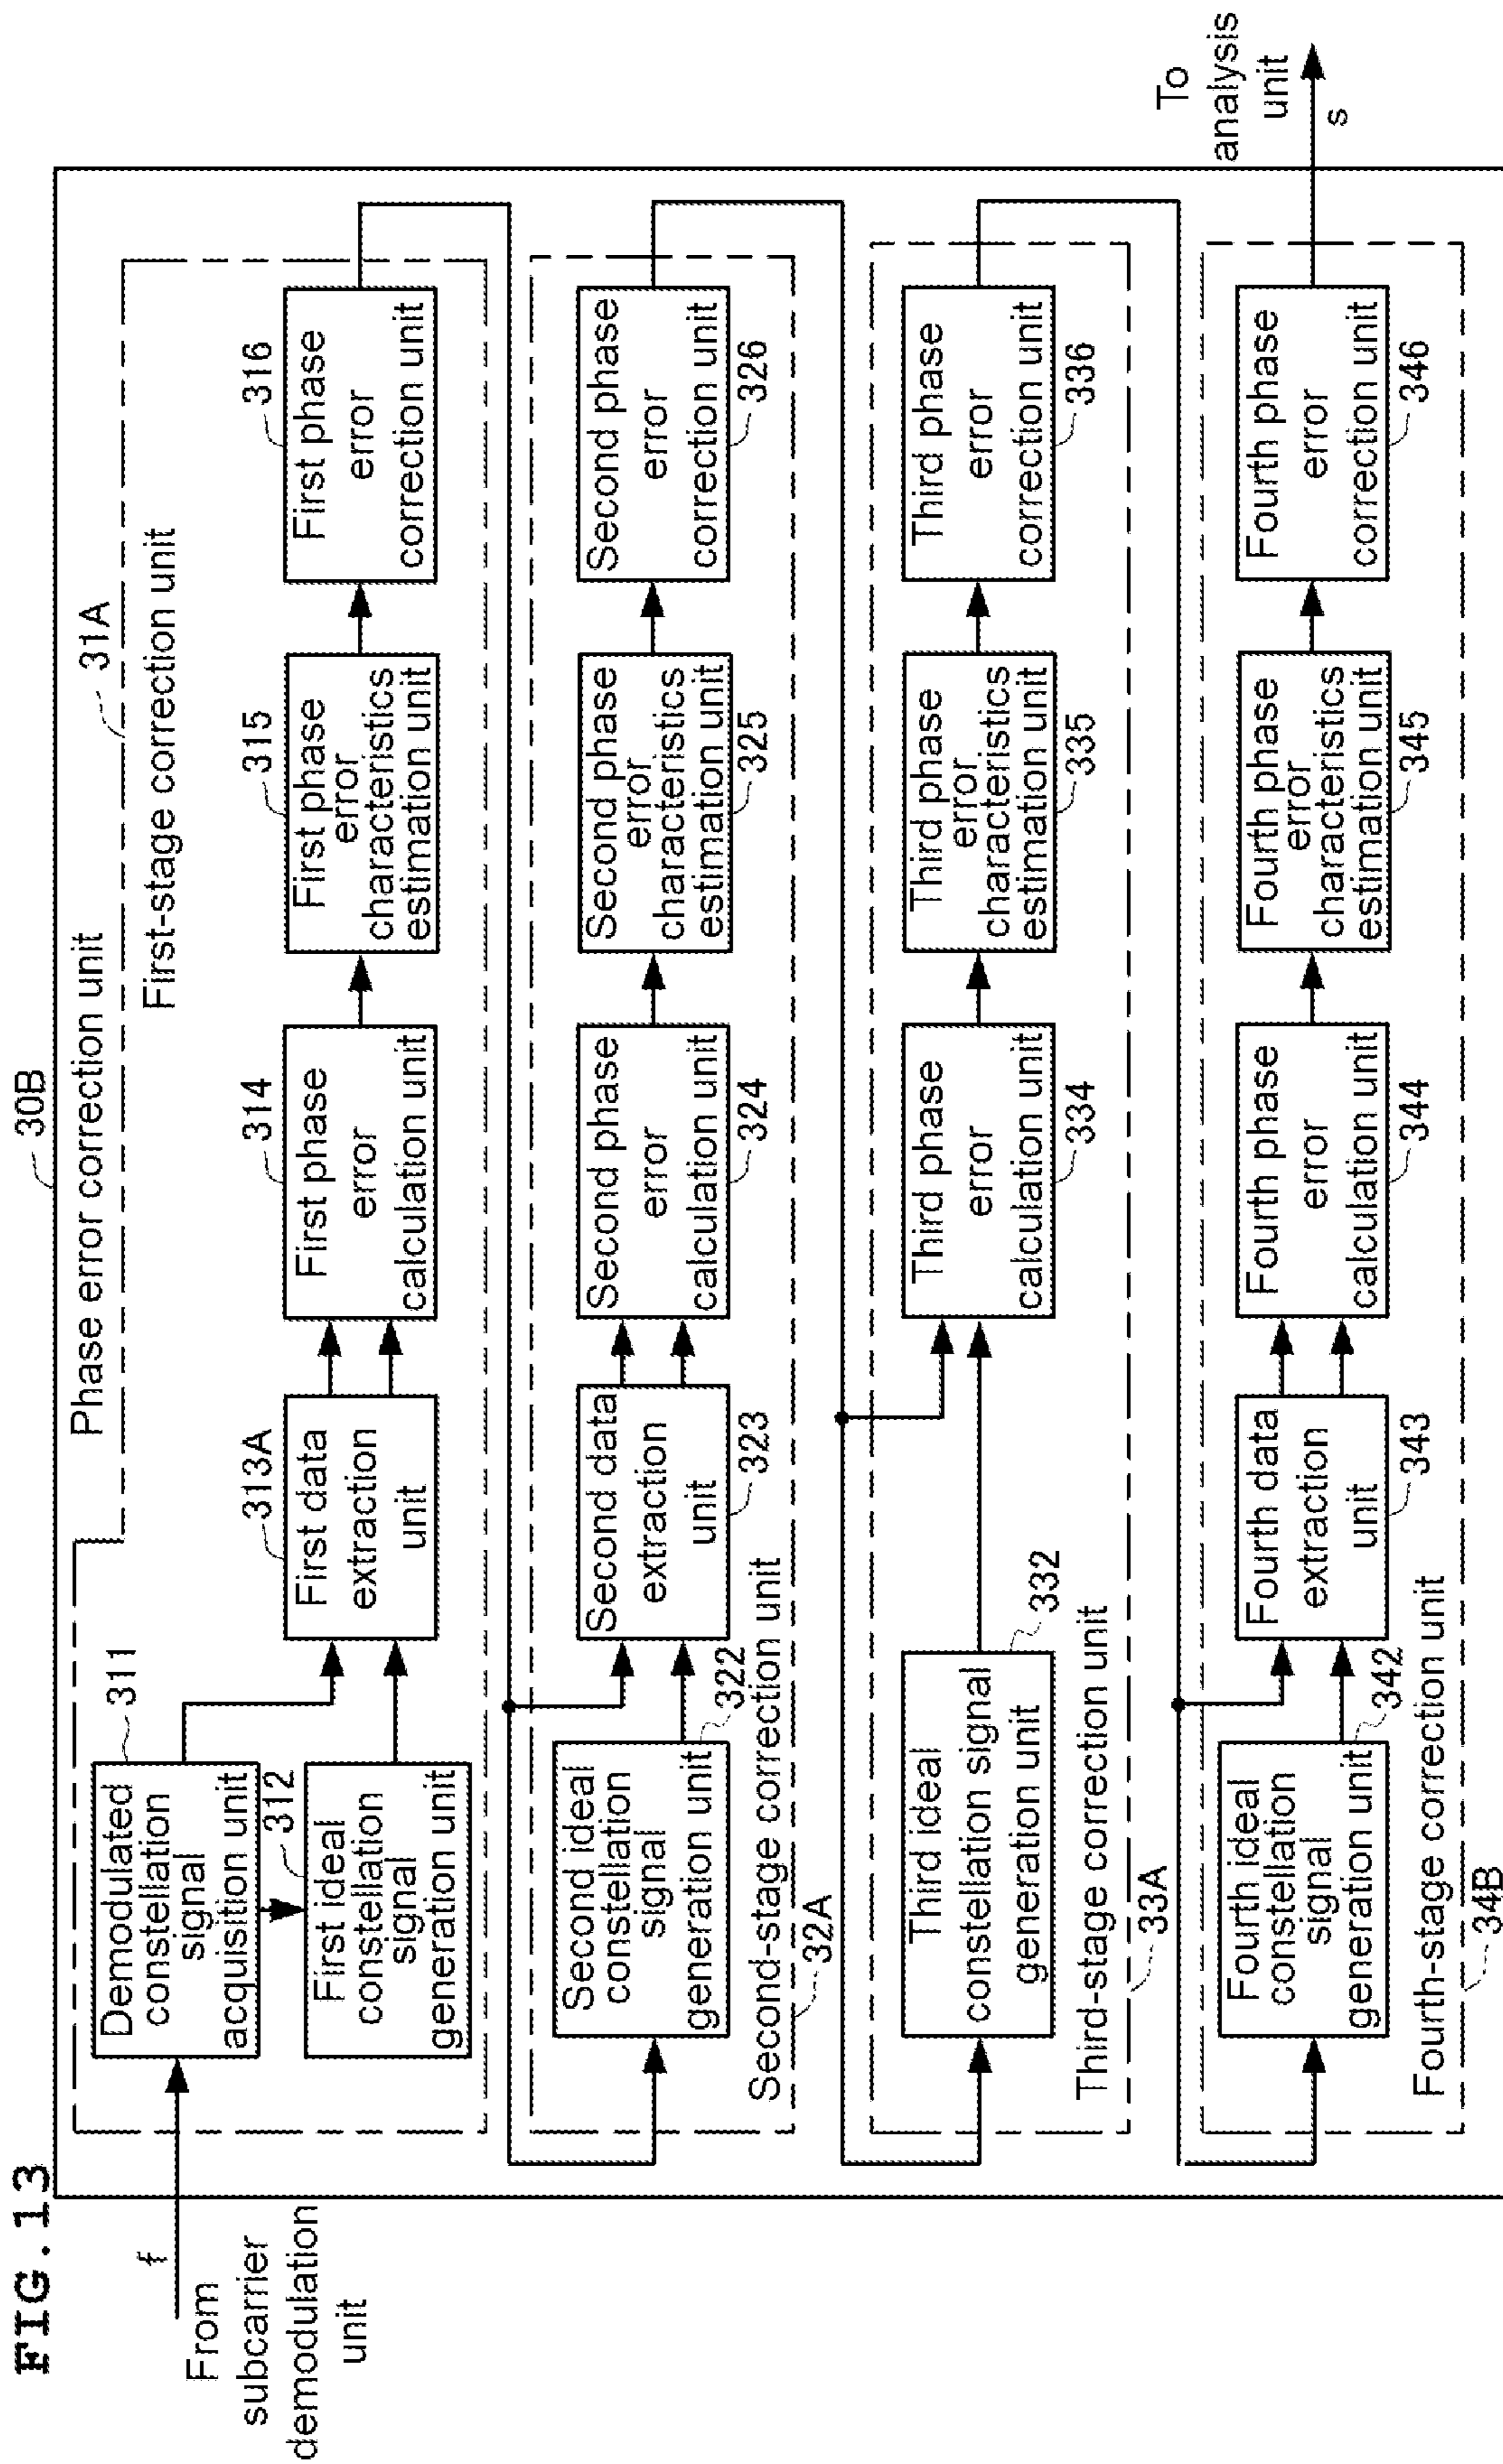 FIG. 13
30B
Phase error correction unit
31A
First-stage correction unit
f
From
subcarrier
demodulation
unit
311
Demodulated
constellation
signal
acquisition unit
312
First ideal
constellation
signal
generation unit
313A
First data
extraction
unit
314
First phase
error
calculation unit
315
First phase
error
characteristics
estimation unit
316
First phase
error
correction unit
Second ideal
constellation
signal
generation unit
322
Second data
extraction
unit
323
Second phase
error
calculation unit
324
Second phase
error
characteristics
estimation unit
325
Second phase
error
correction unit
326
Second-stage correction unit
32A
Third ideal
constellation signal
generation unit
332
Third phase
error
calculation unit
334
Third phase
error
characteristics
estimation unit
335
Third phase
error
correction unit
336
Third-stage correction unit
33A
Fourth ideal
constellation
signal
generation unit
342
Fourth data
extraction
unit
343
Fourth phase
error
calculation unit
344
Fourth phase
error
characteristics
estimation unit
345
Fourth phase
error
correction unit
346
Fourth-stage correction unit
34B
To
analysis
unit
s